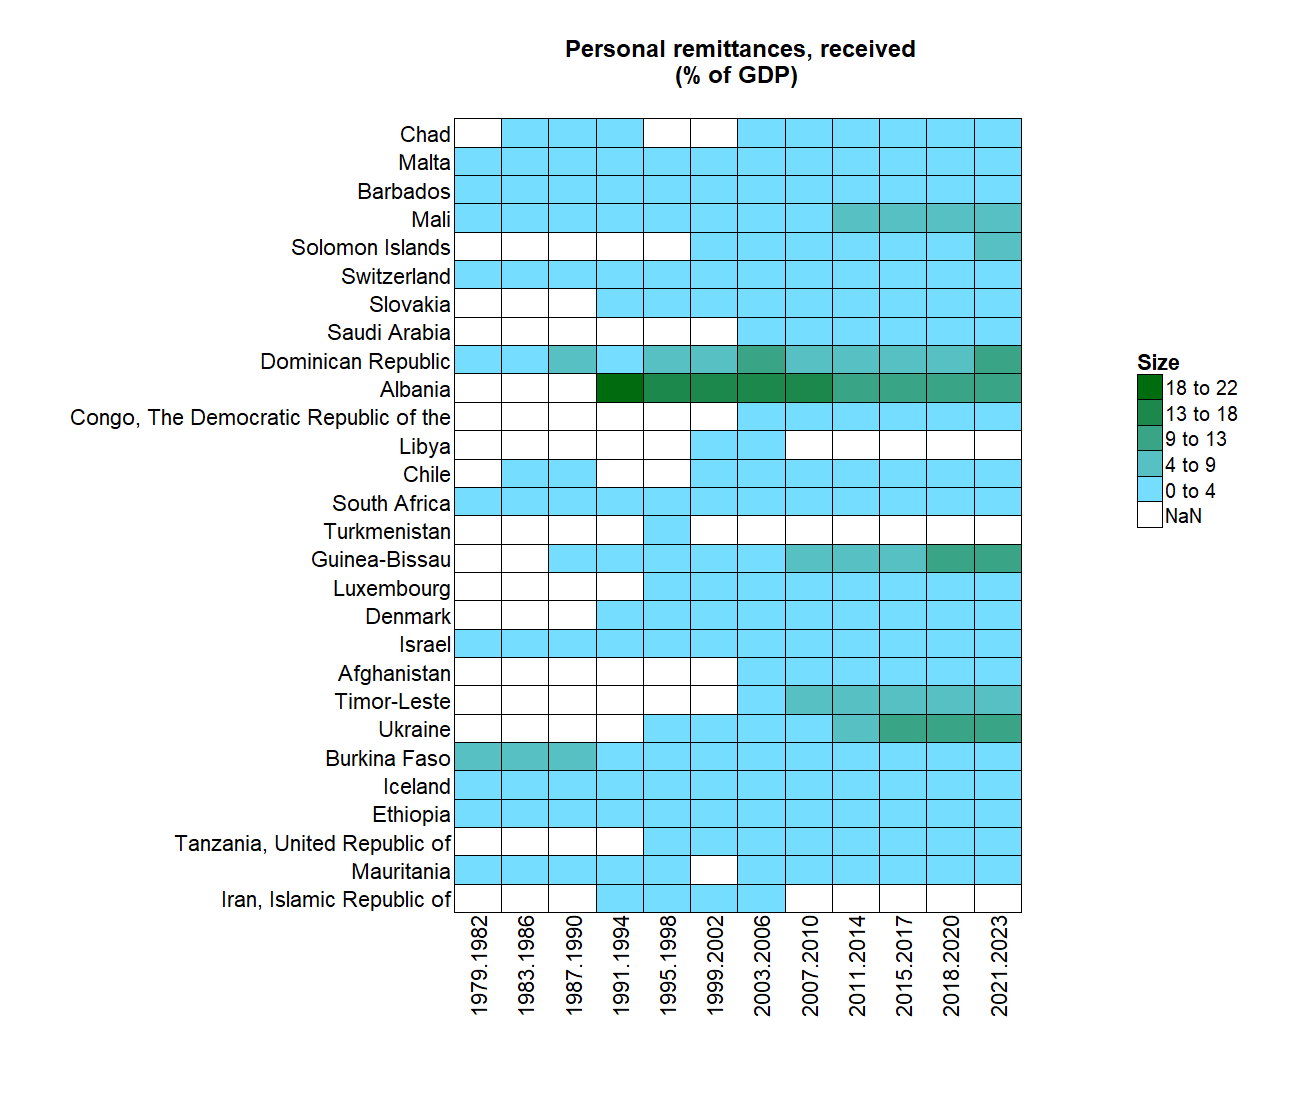 Personal remittances, received
(% of GDP)
Chad
Malta
Barbados
Mali
Solomon Islands
Switzerland
Slovakia
Saudi Arabia
Dominican Republic
Albania
Congo, The Democratic Republic of the
Libya
Chile
South Africa
Turkmenistan
Guinea-Bissau
Luxembourg
Denmark
Israel
Afghanistan
Timor-Leste
Ukraine
Burkina Faso
Iceland
Ethiopia
Tanzania, United Republic of
Mauritania
Iran, Islamic Republic of
1979.1982
1983.1986
1987.1990
1991.1994
1995.1998
1999.2002
2003.2006
2007.2010
2011.2014
2015.2017
2018.2020
2021.2023
Size
18 to 22
13 to 18
9 to 13
4 to 9
0 to 4
NaN